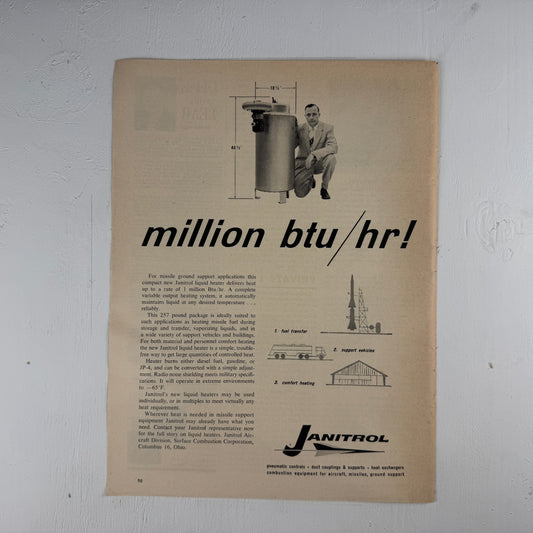 million btu/hr!
For missile ground support applications this
compact new Janitrol liquid heater delivers heat
up to a rate of 1 million Btu/hr. A complete
variable output heating system, it automatically
maintains liquid at any desired temperature . . .
reliably.
This 257 pound package is ideally suited to
such applications as heating missile fuel during
storage and transfer, vaporizing liquids, and in
a wide variety of support vehicles and buildings.
For both material and personnel comfort heating
the new Janitrol liquid heater is a simple, trouble-
free way to get large quantities of controlled heat.
Heater burns either diesel fuel, gasoline, or
JP-4, and can be converted with a simple adjust-
ment. Radio noise shielding meets military specifi-
cations. It will operate in extreme environments
to —65°F.
Janitrol's new liquid heaters may be used
individually, or in multiples to meet virtually any
heat requirement.
Wherever heat is needed in missile support
equipment Janitrol may already have what you
need. Contact your Janitrol representative now
for the full story on liquid heaters. Janitrol Air-
craft Division, Surface Combustion Corporation,
Columbus 16, Ohio.
1. fuel transfer
2. support vehicles
3. comfort heating
JANITROL
pneumatic controls • duct couplings & supports • heat exchangers
combustion equipment for aircraft, missiles, ground support